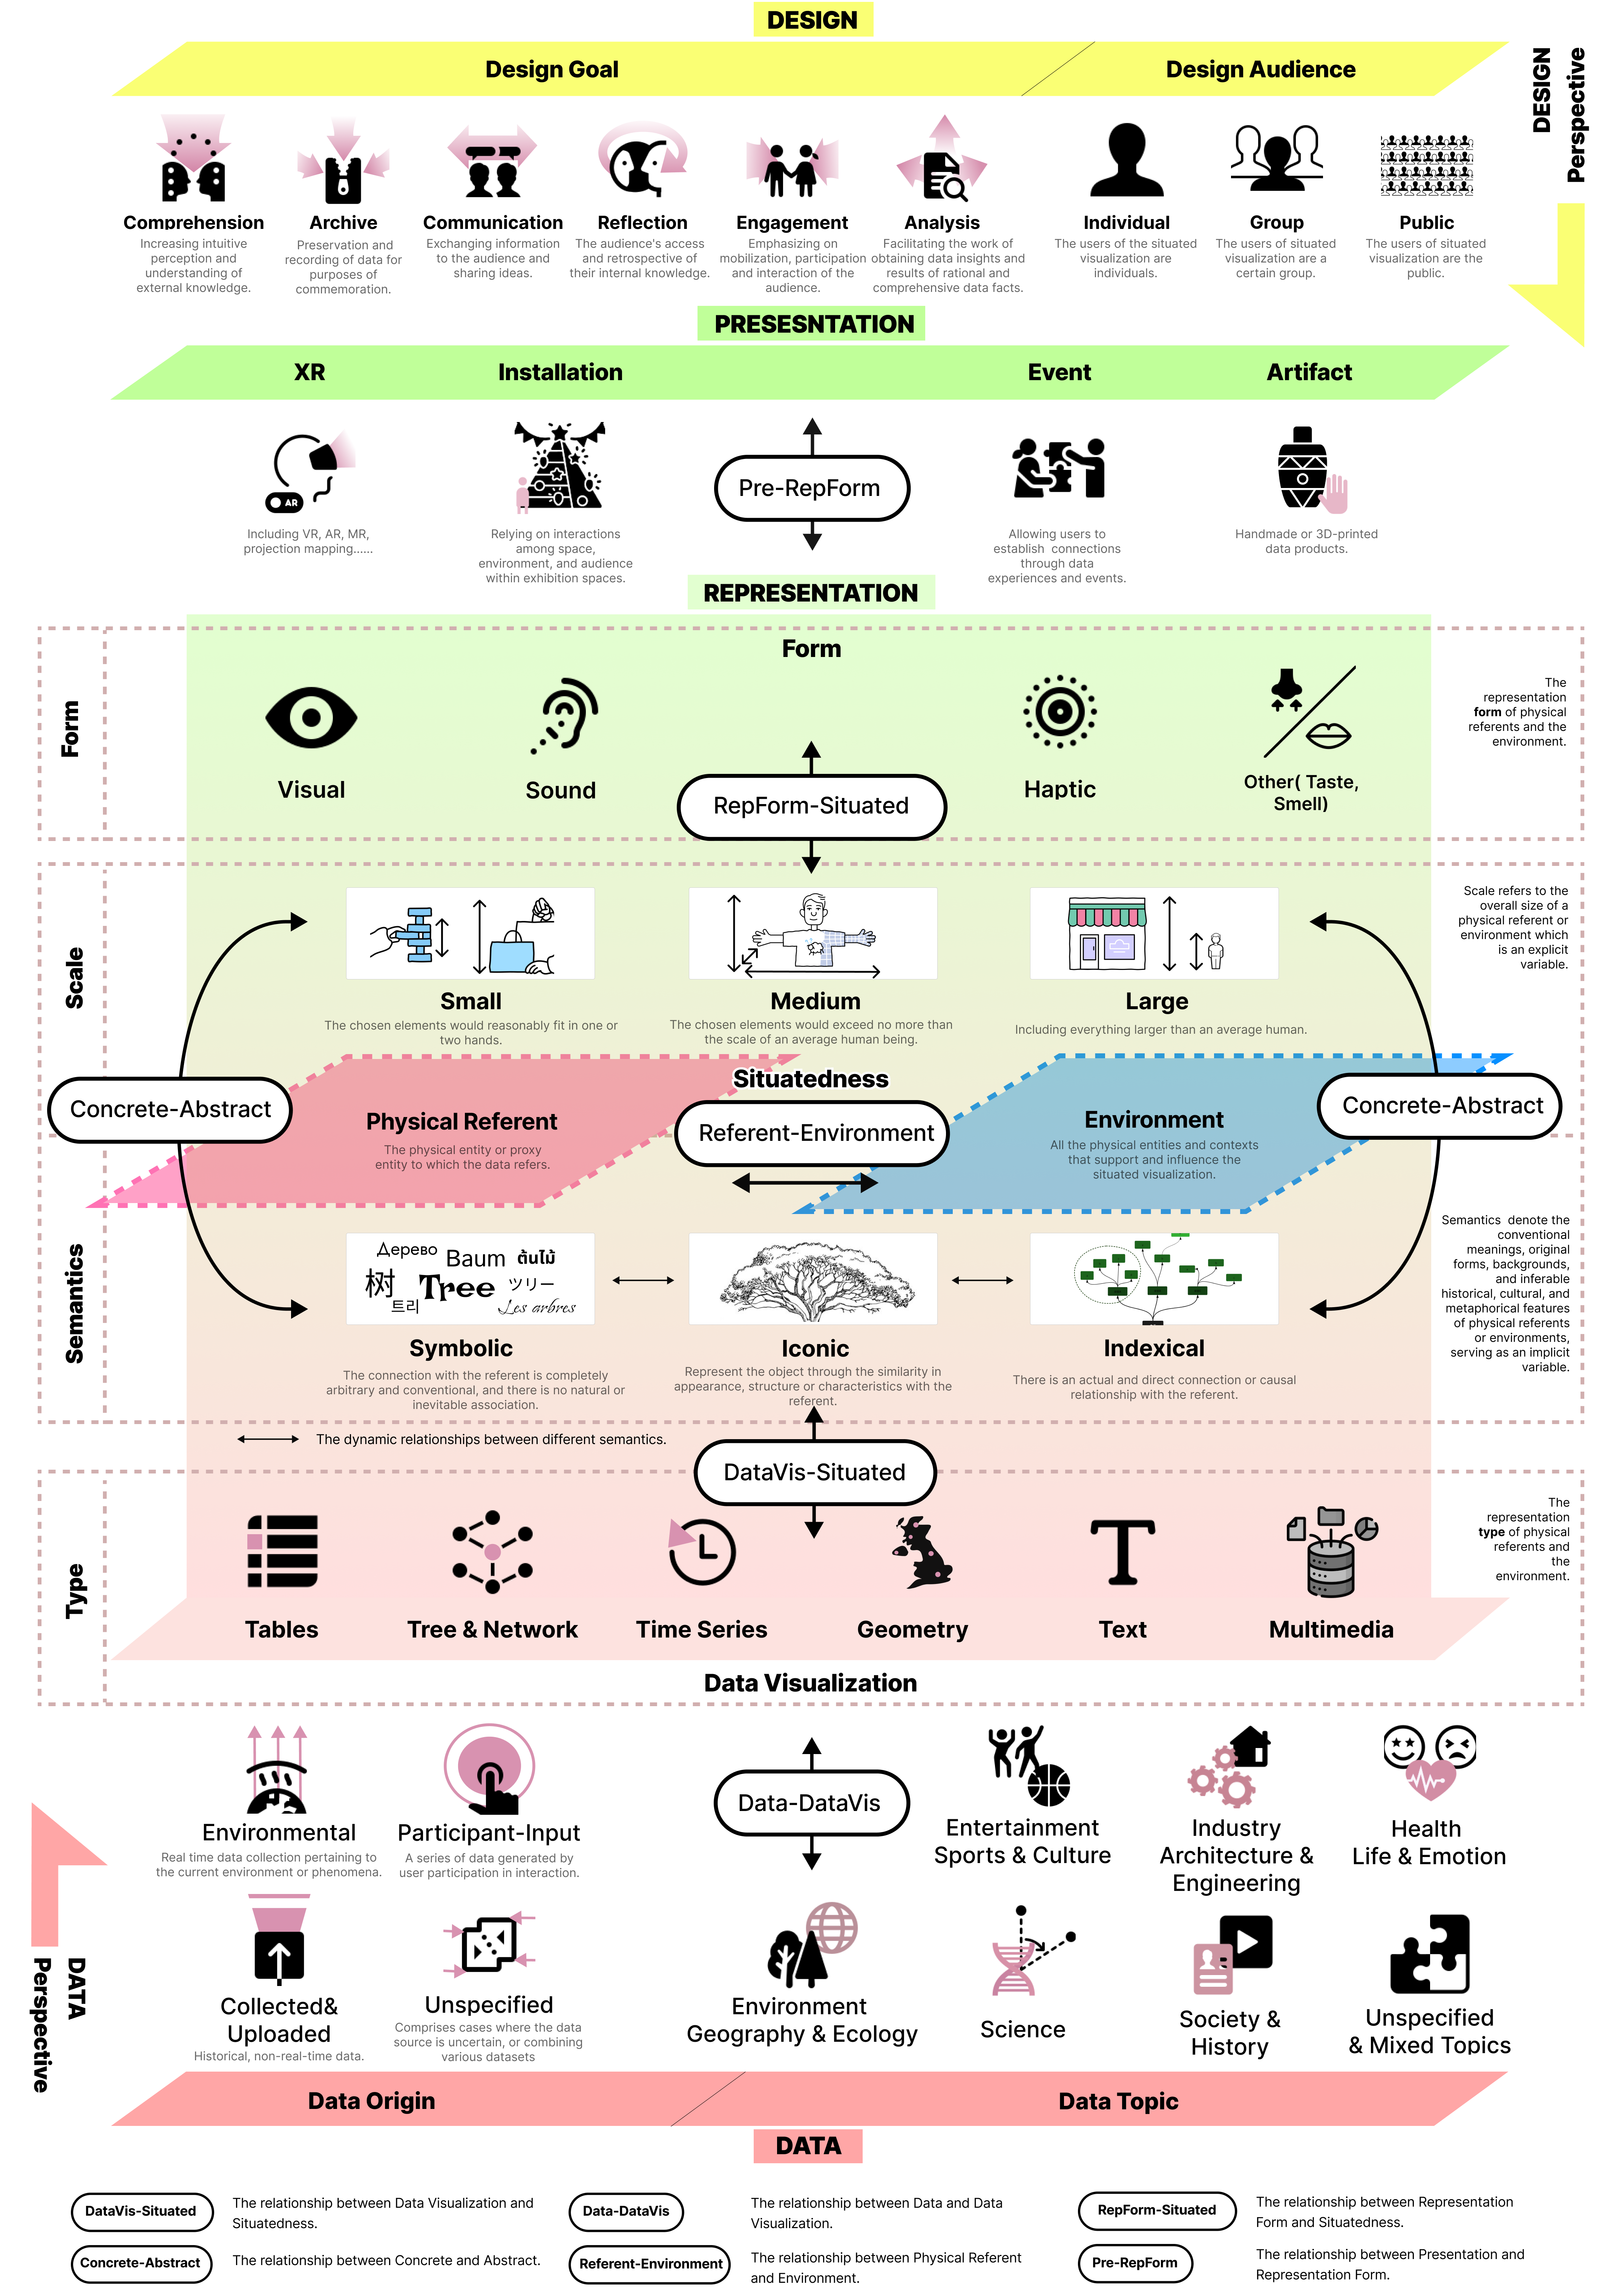 DESIGN
Design Goal
Design Audience
DESIGN
Perspective
Comprehension
Increasing intuitive
perception and
understanding of
external knowledge.
Archive
Preservation and
recording of data for
purposes of
commemoration.
Communication
Exchanging information
to the audience and
sharing ideas.
Reflection
The audience's access
and retrospective of
their internal knowledge.
Engagement
Emphasizing on
mobilization, participation
and interaction of the
audience.
Analysis
Facilitating the work of
obtaining data insights and
results of rational and
comprehensive data facts.
Individual
The users of the situated
visualization are
individuals.
Group
The users of situated
visualization are a
certain group.
Public
The users of situated
visualization are the
public.
PRESESNTATION
XR
Installation
Event
Artifact
AR
Including VR, AR, MR,
projection mapping......
Relying on interactions
among space,
environment, and audience
within exhibition spaces.
Pre-RepForm
Allowing users to
establish connections
through data
experiences and events.
Handmade or 3D-printed
data products.
REPRESENTATION
Form
Form
Visual
Sound
Haptic
Other( Taste,
Smell)
The
representation
form of physical
referents and the
environment.
RepForm-Situated
Scale
Small
The chosen elements would reasonably fit in one or
two hands.
Medium
The chosen elements would exceed no more than
the scale of an average human being.
Large
Including everything larger than an average human.
Scale refers to the
overall size of a
physical referent or
environment which
is an explicit
variable.
Situatedness
Concrete-Abstract
Physical Referent
The physical entity or proxy
entity to which the data refers.
Referent-Environment
Environment
All the physical entities and contexts
that support and influence the
situated visualization.
Concrete-Abstract
Semantics
Дерево
Baum
ต้นไม้
树
Tree
ツリー
트리
Les arbres
Symbolic
The connection with the referent is completely
arbitrary and conventional, and there is no natural or
inevitable association.
Iconic
Represent the object through the similarity in
appearance, structure or characteristics with the
referent.
Indexical
There is an actual and direct connection or causal
relationship with the referent.
Semantics denote the
conventional
meanings, original
forms, backgrounds,
and inferable
historical, cultural, and
metaphorical features
of physical referents
or environments,
serving as an implicit
variable.
The dynamic relationships between different semantics.
DataVis-Situated
Type
Tables
Tree & Network
Time Series
Geometry
Text
Multimedia
The
representation
type of physical
referents and
the
environment.
Data Visualization
Environmental
Real time data collection pertaining to
the current environment or phenomena.
Participant-Input
A series of data generated by
user participation in interaction.
Data-DataVis
Entertainment
Sports & Culture
Industry
Architecture &
Engineering
Health
Life & Emotion
Collected&
Uploaded
Historical, non-real-time data.
Unspecified
Comprises cases where the data
source is uncertain, or combining
various datasets
Environment
Geography & Ecology
Science
Society &
History
Unspecified
& Mixed Topics
DATA
Perspective
Data Origin
Data Topic
DATA
DataVis-Situated
The relationship between Data Visualization and
Situatedness.
Data-DataVis
The relationship between Data and Data
Visualization.
RepForm-Situated
The relationship between Representation
Form and Situatedness.
Concrete-Abstract
The relationship between Concrete and Abstract.
Referent-Environment
The relationship between Physical Referent
and Environment.
Pre-RepForm
The relationship between Presentation and
Representation Form.